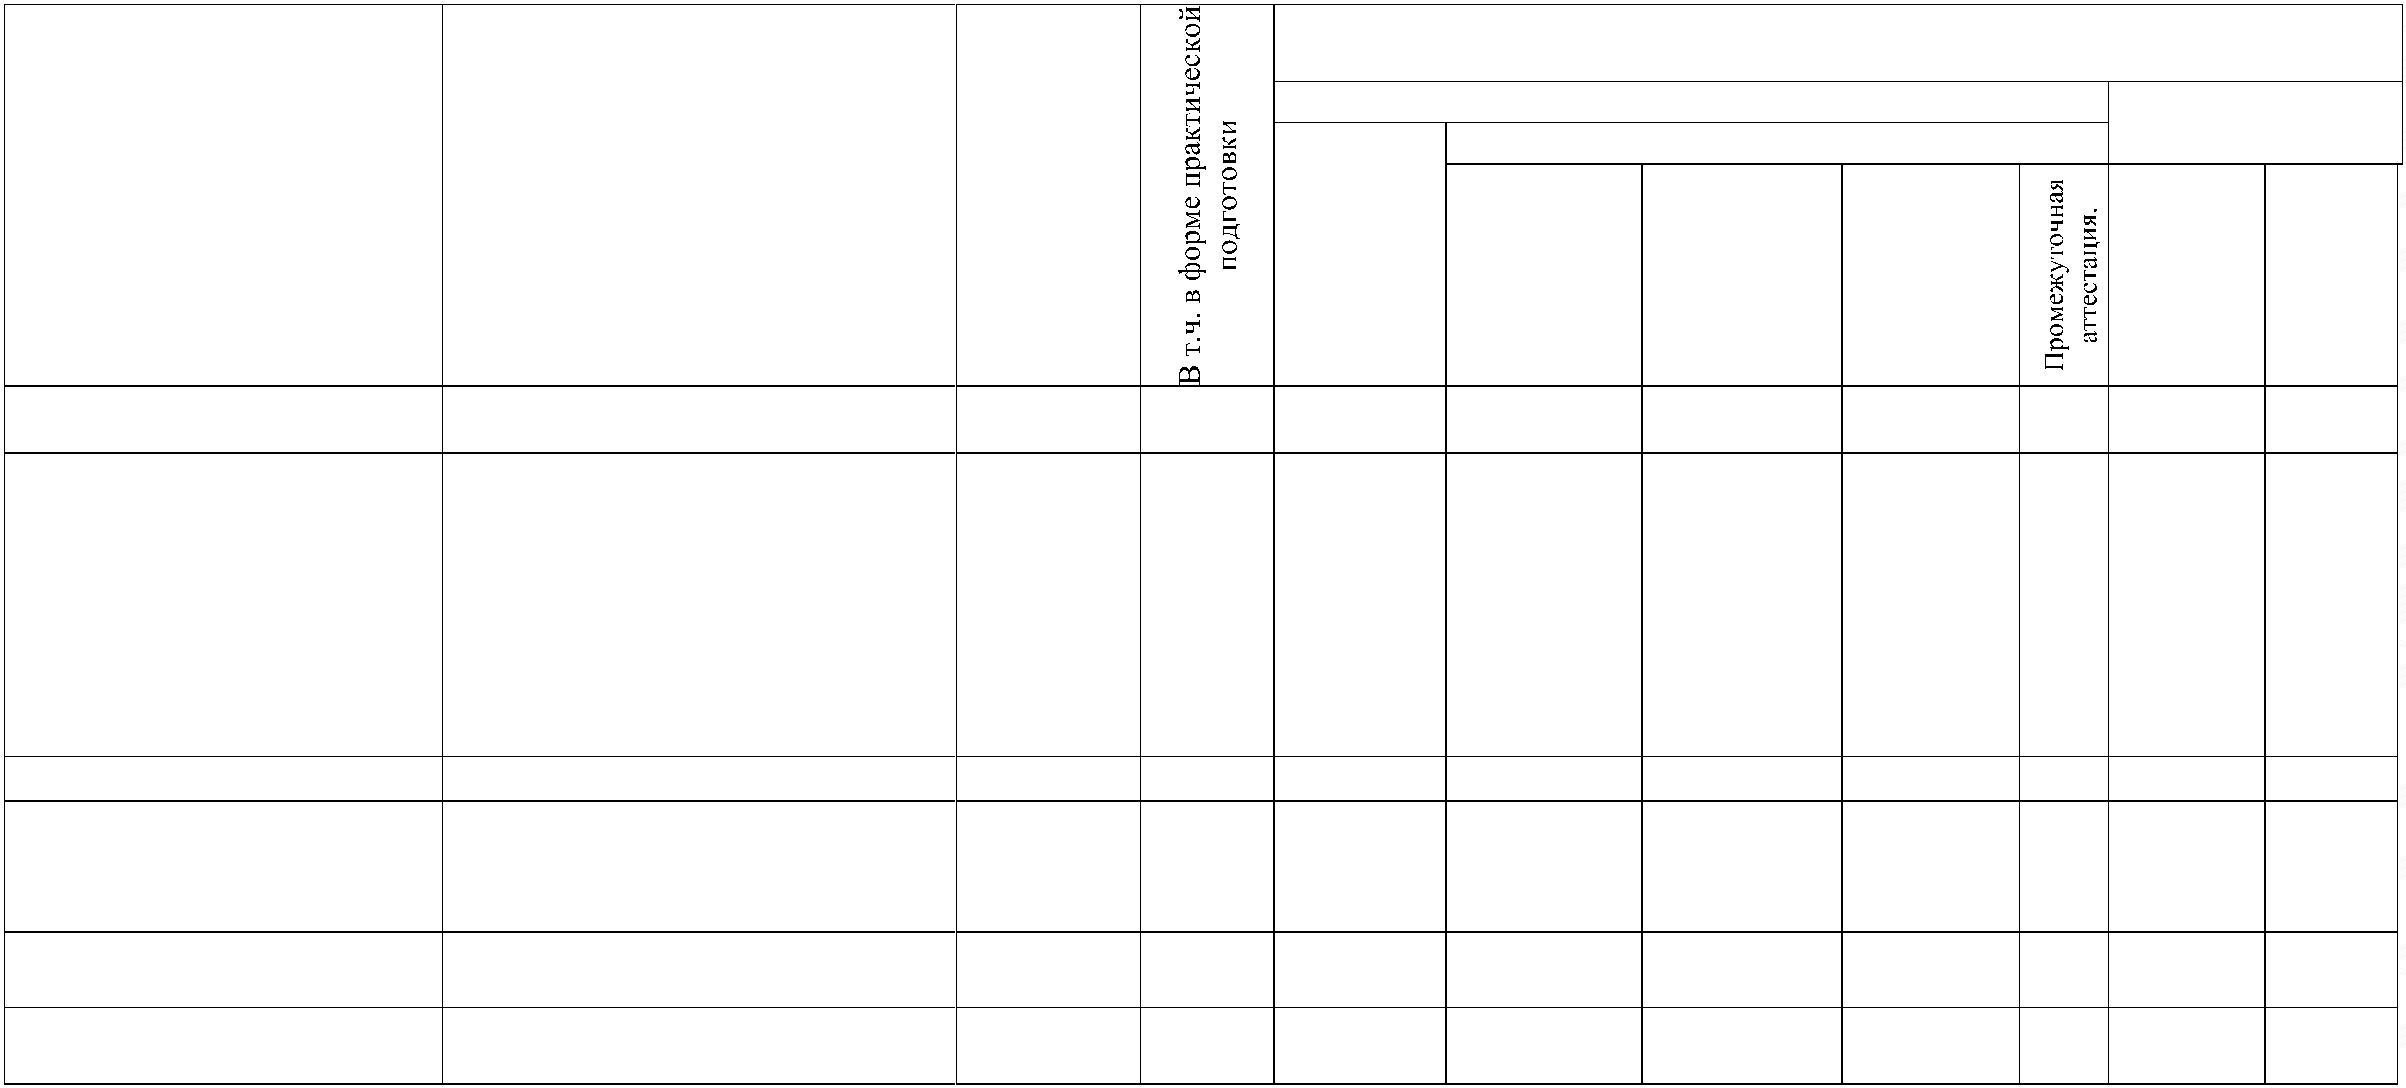 В т.ч. в форме практической
подготовки
Промежуточная
аттестация.